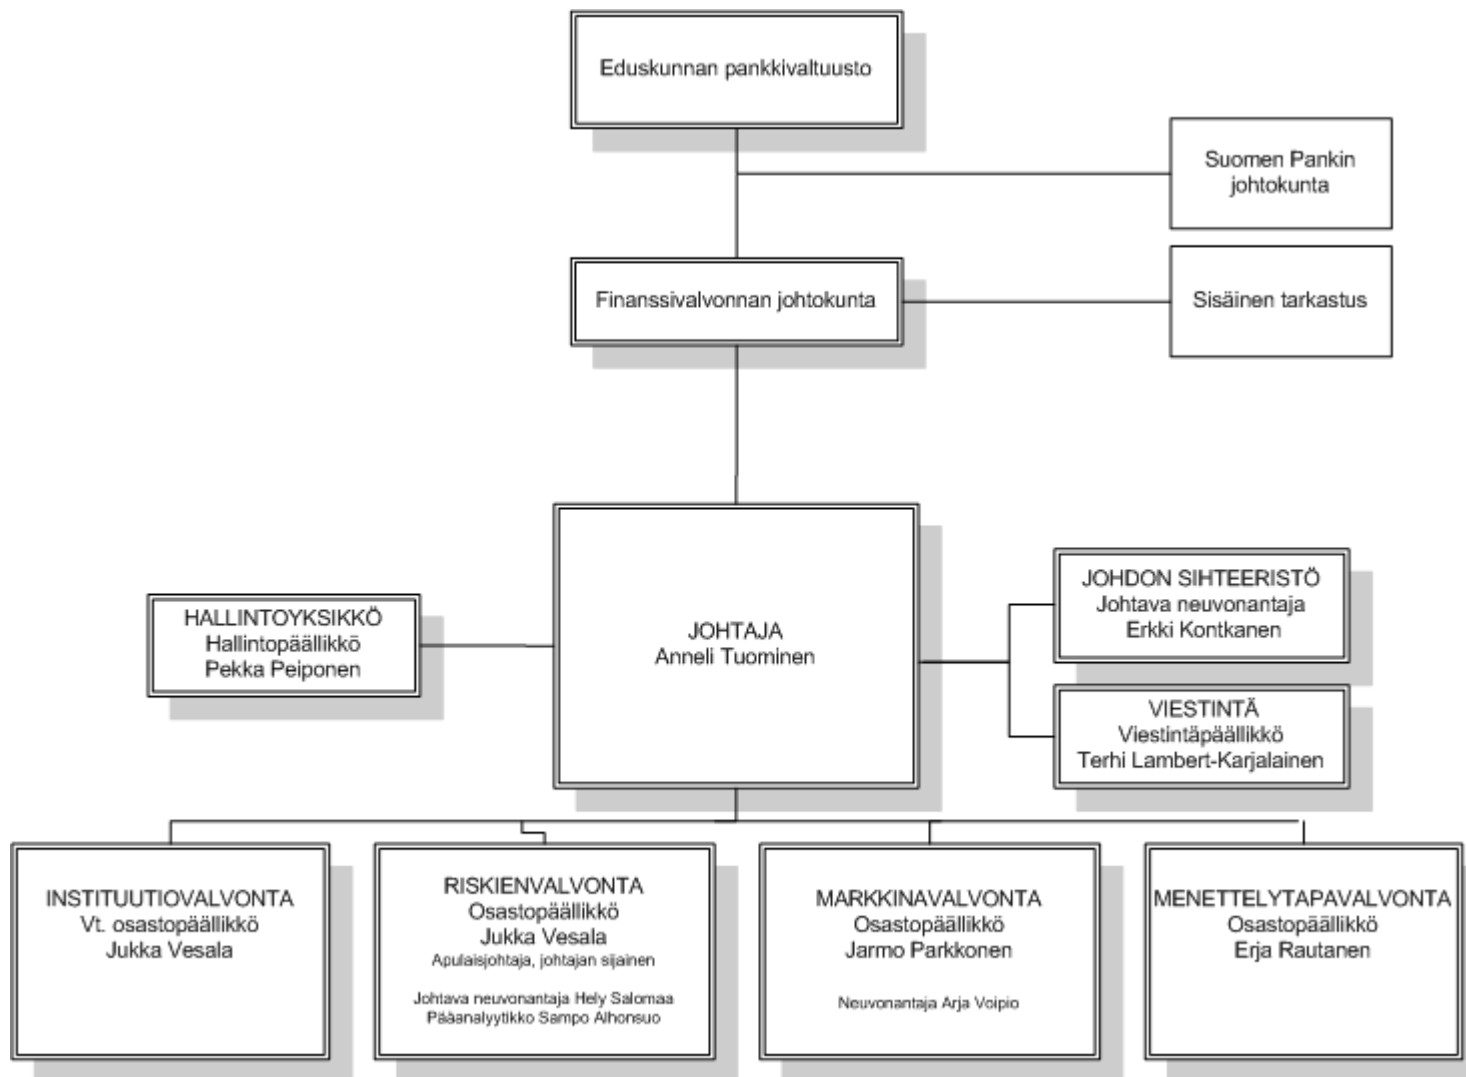 Eduskunnan pankkivaltuusto
Suomen Pankin
johtokunta
Finanssivalvonnan johtokunta
Sisäinen tarkastus
HALLINTOYKSIKKÖ
Hallintopäällikkö
Pekka Peiponen
JOHTAJA
Anneli Tuominen
JOHDON SIHTEERISTÖ
Johtava neuvonantaja
Erkki Kontkanen
VIESTINTÄ
Viestintäpäällikkö
Terhi Lambert-Karjalainen
INSTITUUTIOVALVONTA
Vt. osastopäällikkö
Jukka Vesala
RISKIENVALVONTA
Osastopäällikkö
Jukka Vesala
Apulaisjohtaja, johtajan sijainen
Johtava neuvonantaja Hely Salomaa
Pääanalyytikko Sampo Alhonsuo
MARKKINAVALVONTA
Osastopäällikkö
Jarmo Parkkonen
Neuvonantaja Arja Voipio
MENETTELYTAPAVALVONTA
Osastopäällikkö
Erja Rautanen